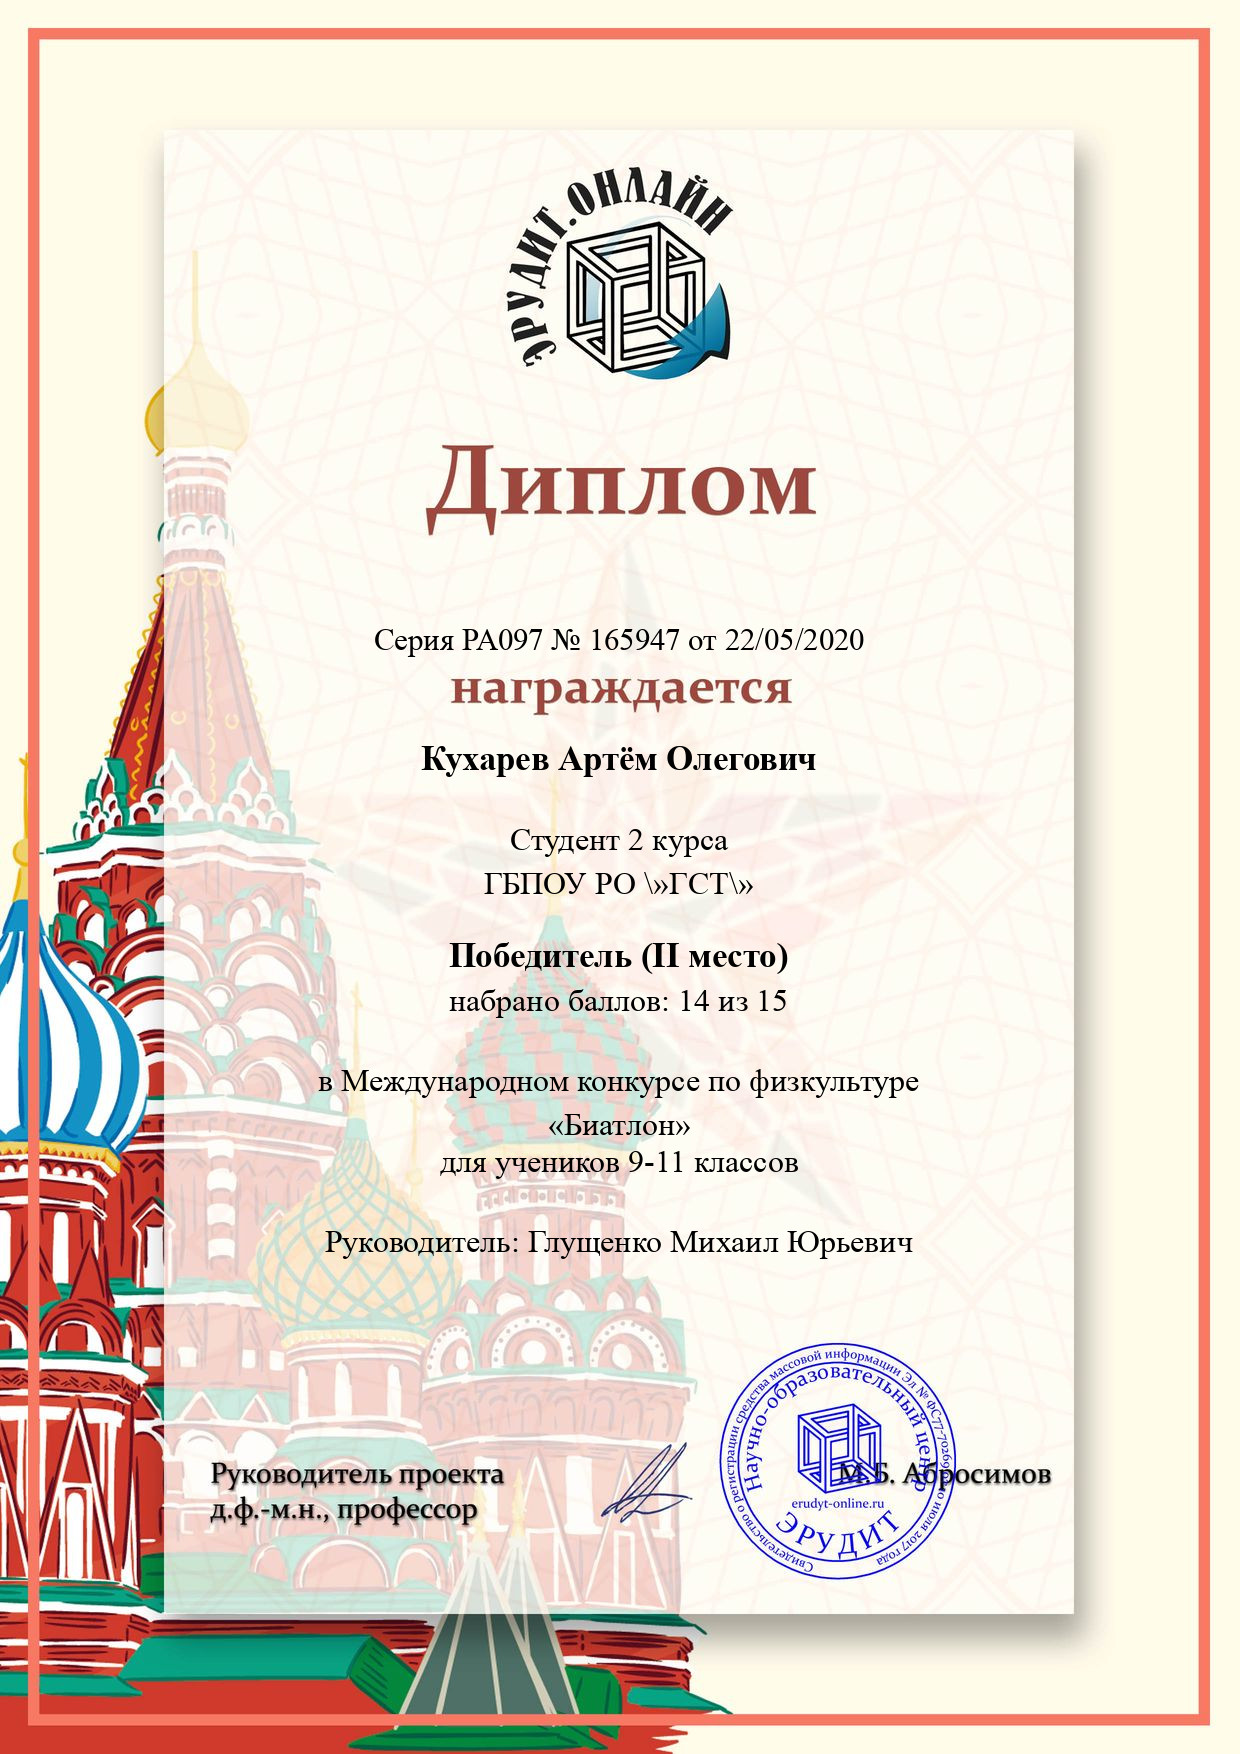 ЭРУДИТ.ОНЛАЙН
Диплом
Серия РА097 № 165947 от 22/05/2020
награждается
Кухарев Артём Олегович
Студент 2 курса
ГБПОУ РО \»ГСТ\»
Победитель (II место)
набрано баллов: 14 из 15
в Международном конкурсе по физкультуре
«Биатлон»
для учеников 9-11 классов
Руководитель: Глущенко Михаил Юрьевич
Руководитель проекта
д.ф.-м.н., профессор
М.Б. Абросимов
Свидетельство о регистрации средства массовой информации Эл № ФС77-70269 от 10 июля 2017 года
Научно-образовательный центр
erudyt-online.ru
ЭРУДИТ